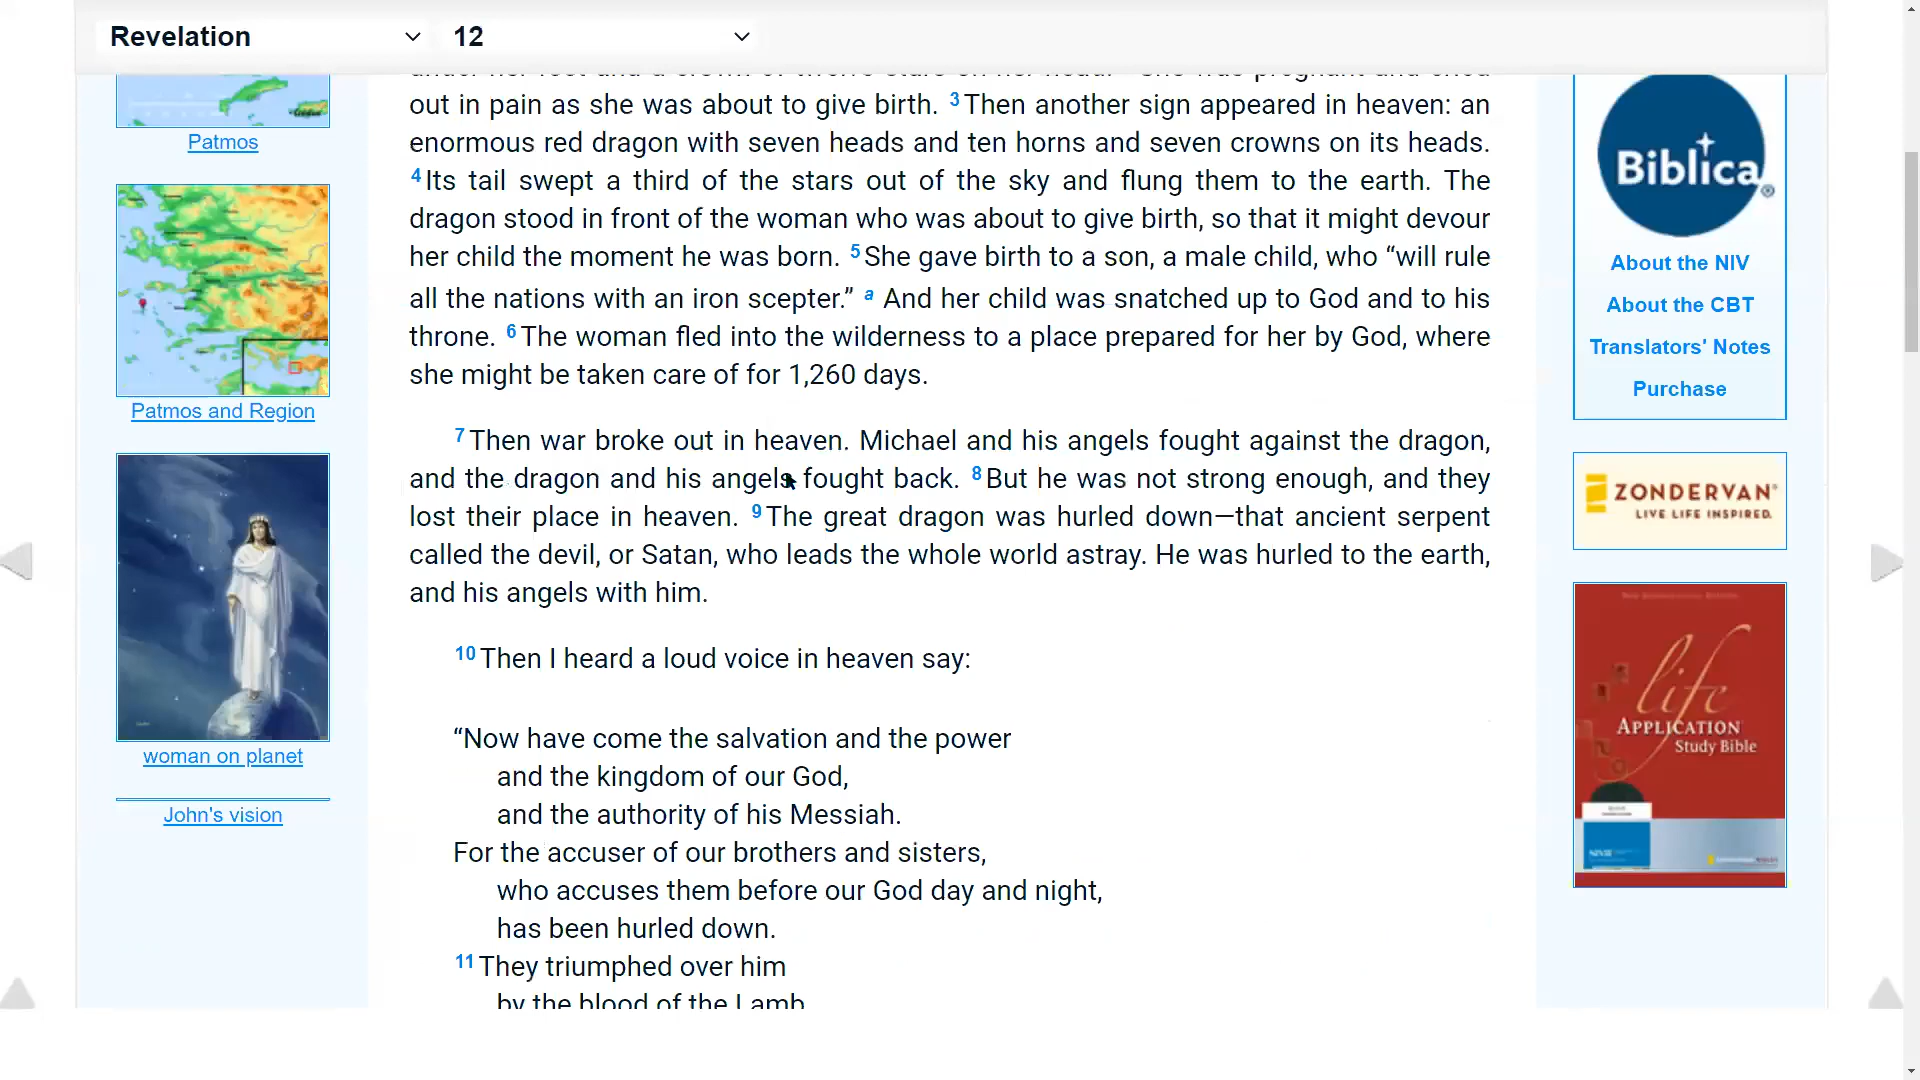 Revelation
12
out in pain as she was about to give birth. 3 Then another sign appeared in heaven: an
enormous red dragon with seven heads and ten horns and seven crowns on its heads.
4 Its tail swept a third of the stars out of the sky and flung them to the earth. The
dragon stood in front of the woman who was about to give birth, so that it might devour
her child the moment he was born. 5 She gave birth to a son, a male child, who “will rule
all the nations with an iron scepter.” a And her child was snatched up to God and to his
throne. 6 The woman fled into the wilderness to a place prepared for her by God, where
she might be taken care of for 1,260 days.
7 Then war broke out in heaven. Michael and his angels fought against the dragon,
and the dragon and his angels fought back. 8 But he was not strong enough, and they
lost their place in heaven. 9 The great dragon was hurled down—that ancient serpent
called the devil, or Satan, who leads the whole world astray. He was hurled to the earth,
and his angels with him.
10 Then I heard a loud voice in heaven say:
“Now have come the salvation and the power
and the kingdom of our God,
and the authority of his Messiah.
For the accuser of our brothers and sisters,
who accuses them before our God day and night,
has been hurled down.
11 They triumphed over him
by the blood of the Lamb
Patmos
Patmos and Region
woman on planet
John's vision
Biblica®
About the NIV
About the CBT
Translators' Notes
Purchase
ZONDERVAN®
LIVE LIFE INSPIRED.
life
APPLICATION
Study Bible